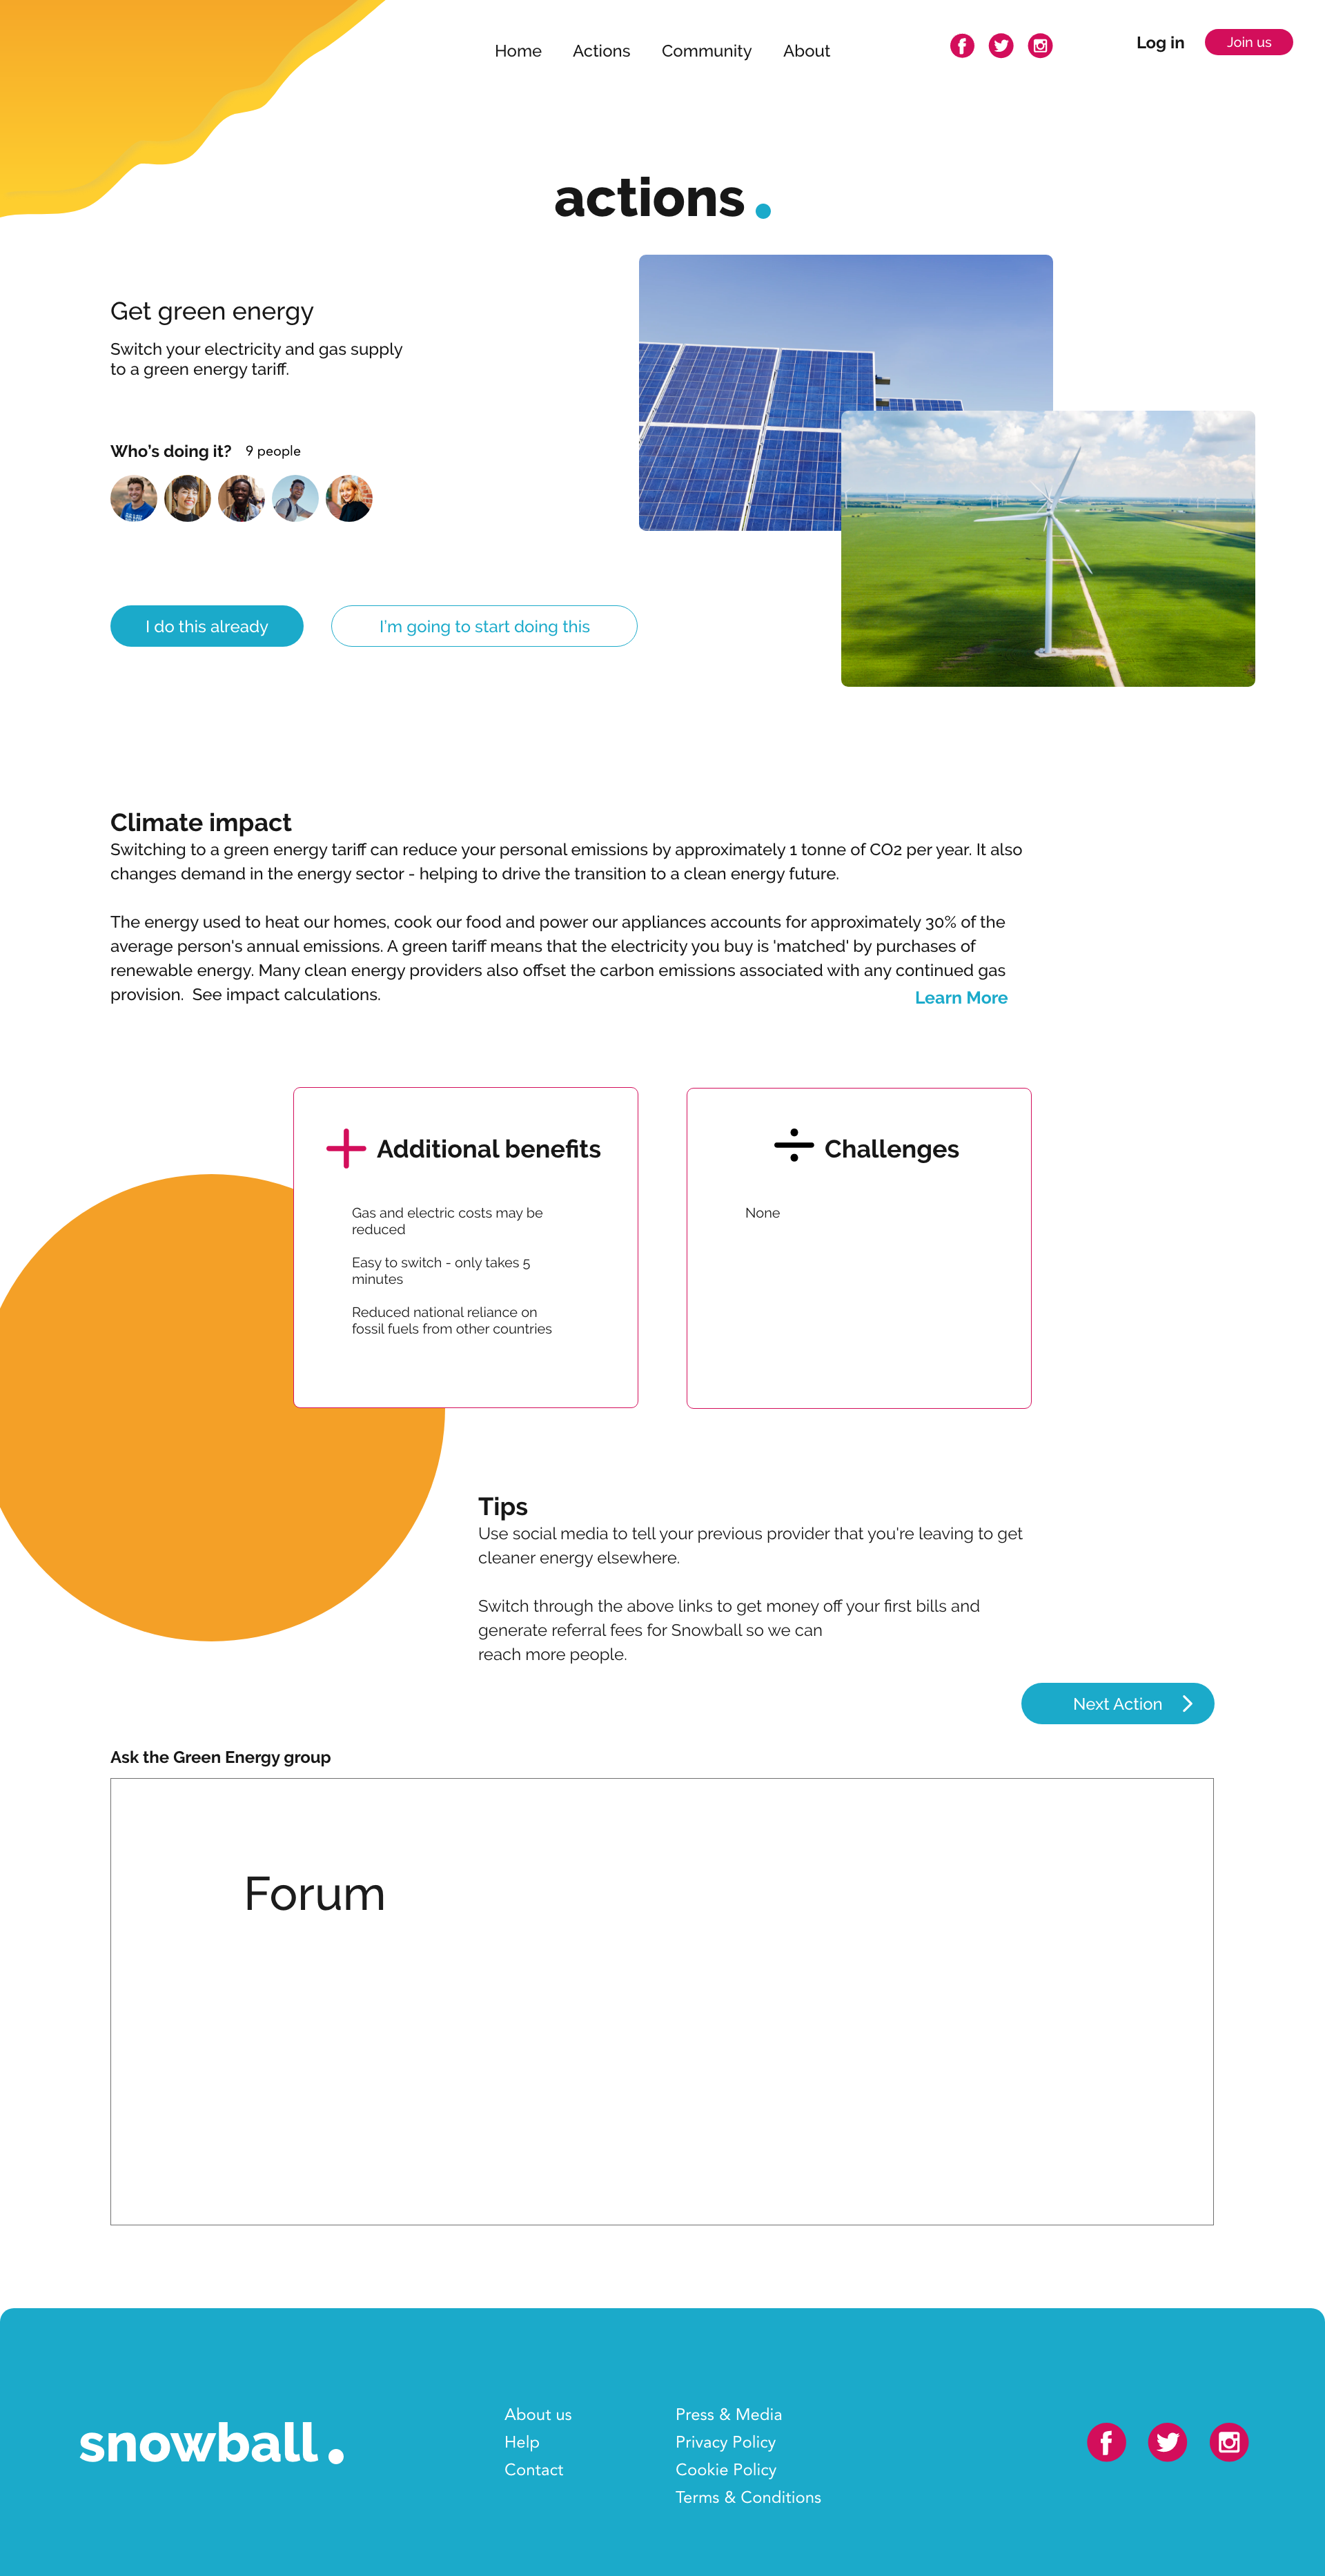 Home Actions Community About
Log in Join us
actions.
Get green energy
Switch your electricity and gas supply
to a green energy tariff.
Who's doing it? 9 people
I do this already
I'm going to start doing this
Climate impact
Switching to a green energy tariff can reduce your personal emissions by approximately 1 tonne of CO2 per year. It also
changes demand in the energy sector - helping to drive the transition to a clean energy future.
The energy used to heat our homes, cook our food and power our appliances accounts for approximately 30% of the
average person's annual emissions. A green tariff means that the electricity you buy is 'matched' by purchases of
renewable energy. Many clean energy providers also offset the carbon emissions associated with any continued gas
provision. See impact calculations.
Learn More
Additional benefits
Gas and electric costs may be
reduced
Easy to switch - only takes 5
minutes
Reduced national reliance on
fossil fuels from other countries
Challenges
None
Tips
Use social media to tell your previous provider that you're leaving to get
cleaner energy elsewhere.
Switch through the above links to get money off your first bills and
generate referral fees for Snowball so we can
reach more people.
Next Action
Ask the Green Energy group
Forum
snowball.
About us
Help
Contact
Press & Media
Privacy Policy
Cookie Policy
Terms & Conditions